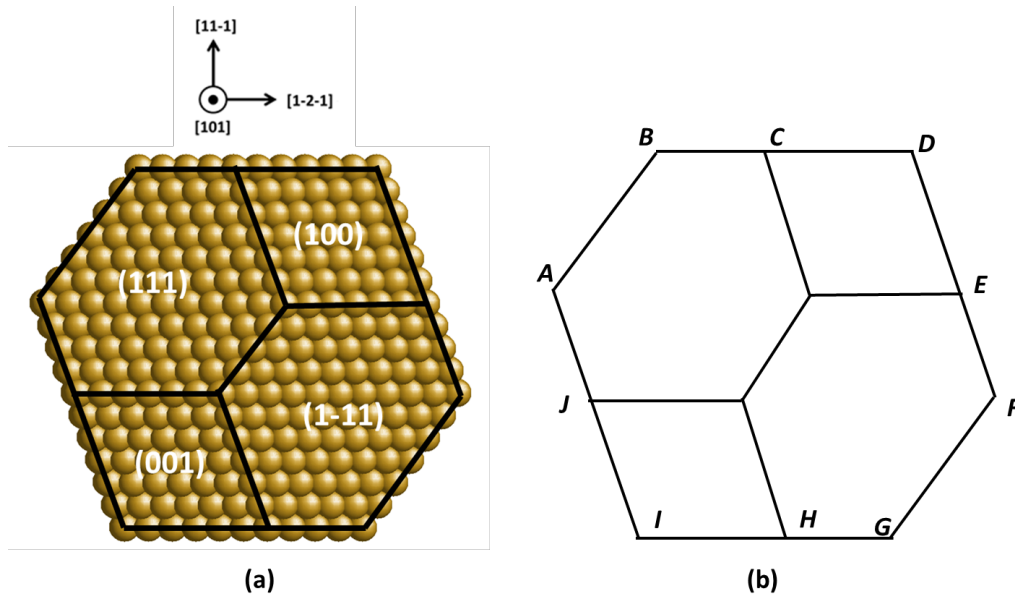 [11-1]
[1-2-1]
[101]
(100)
(111)
(1-11)
(001)
(a)
B
C
D
A
E
J
F
I
H
G
(b)